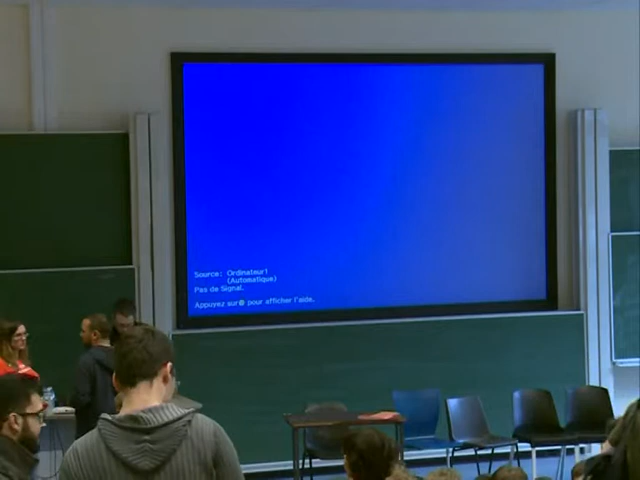 Source: Ordinateur1
(Automatique)
Pas de Signal.
Appuyez sur pour afficher l'aide.